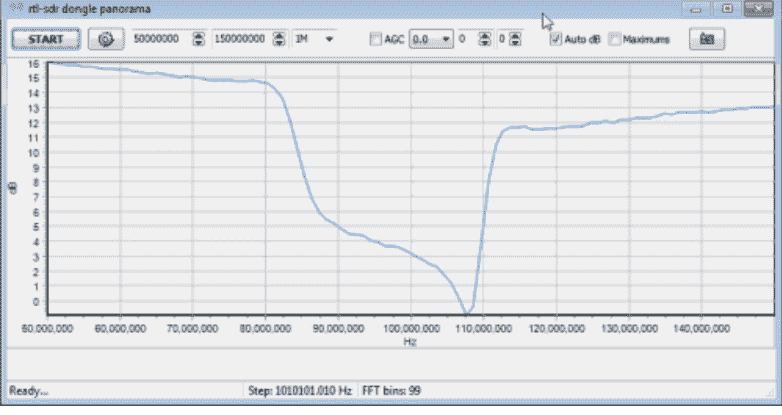 rtl-sdr dongle panorama
START 50000000 150000000 1M AGC 0.0 0 0 Auto dB Maximums
16
15
14
13
12
11
10
9
8
7
6
5
4
3
2
1
0
dB
50,000,000 60,000,000 70,000,000 80,000,000 90,000,000 100,000,000 110,000,000 120,000,000 130,000,000 140,000,000
Hz
Ready... Step: 1010101.010 Hz FFT bins: 99